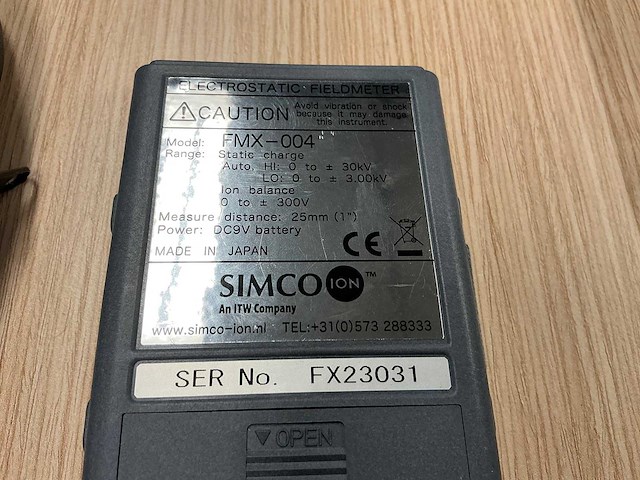 ELECTROSTATIC FIELDMETER
CAUTION Avoid vibration or shock
because it may damage
this instrument.
Model: FMX-004
Range: Static charge
Auto. HI: 0 to ± 30kV
LO: 0 to ± 3.00kV
Ion balance
0 to ± 300V
Measure distance: 25mm (1")
Power: DC9V battery
MADE IN JAPAN CE
SIMCO ION ™
An ITW Company
www.simco-ion.nl TEL:+31(0)573 288333
SER No. FX23031
▼OPEN